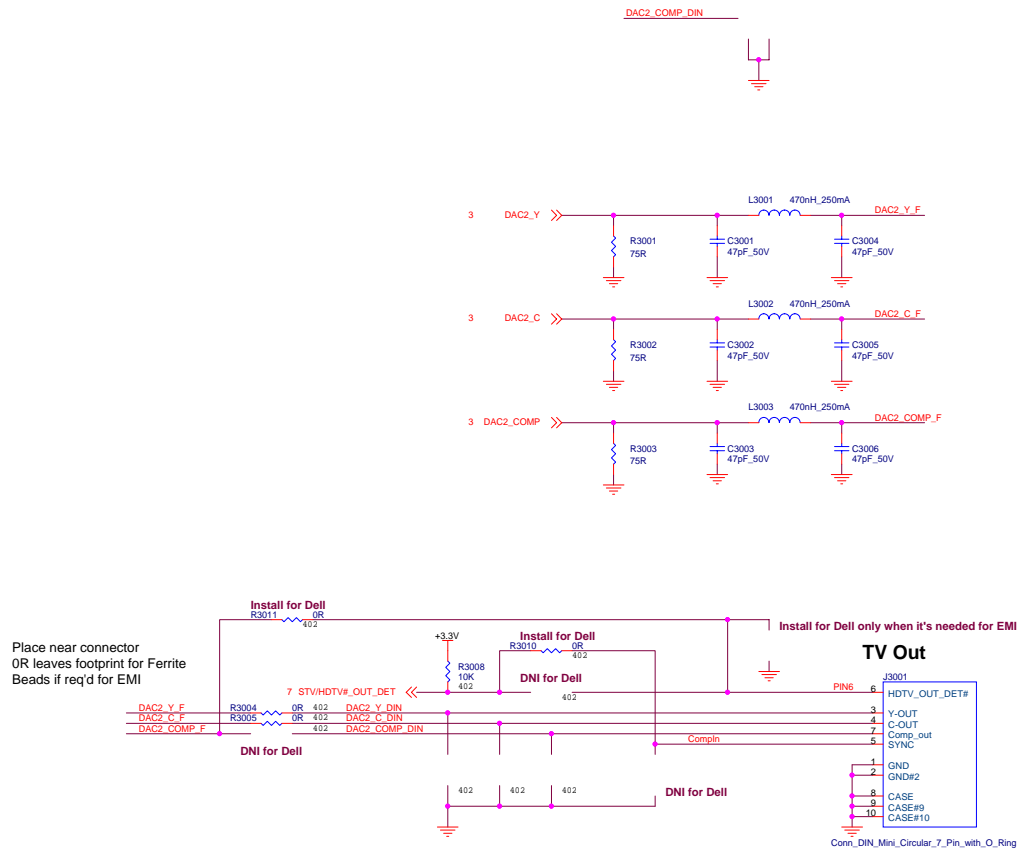 DAC2_COMP_DIN
L3001 470nH_250mA
3 DAC2_Y DAC2_Y_F
R3001 C3001 C3004
75R 47pF_50V 47pF_50V
L3002 470nH_250mA
3 DAC2_C DAC2_C_F
R3002 C3002 C3005
75R 47pF_50V 47pF_50V
L3003 470nH_250mA
3 DAC2_COMP DAC2_COMP_F
R3003 C3003 C3006
75R 47pF_50V 47pF_50V
Install for Dell
R3011 0R
402
Install for Dell only when it's needed for EMI
Place near connector
0R leaves footprint for Ferrite
Beads if req'd for EMI
+3.3V
Install for Dell
R3010 0R
402
TV Out
R3008
10K
402
DNI for Dell
402
7 STV/HDTV#_OUT_DET
J3001
PIN6 6 HDTV_OUT_DET#
DAC2_Y_F R3004 0R 402 DAC2_Y_DIN 3 Y-OUT
DAC2_C_F R3005 0R 402 DAC2_C_DIN 4 C-OUT
DAC2_COMP_F 402 DAC2_COMP_DIN 7 Comp_out
CompIn 5 SYNC
DNI for Dell
1 GND
2 GND#2
402 402 402 DNI for Dell
8 CASE
9 CASE#9
10 CASE#10
Conn_DIN_Mini_Circular_7_Pin_with_O_Ring